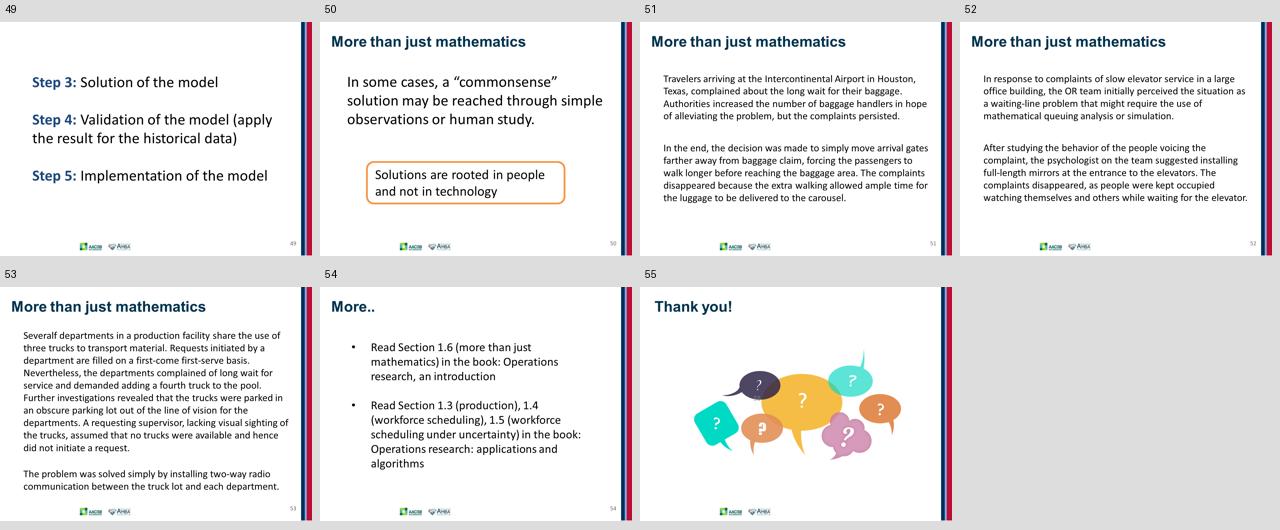 49
Step 3: Solution of the model
Step 4: Validation of the model (apply
the result for the historical data)
Step 5: Implementation of the model
AACSB
AMBA
49
50
More than just mathematics
In some cases, a “commonsense”
solution may be reached through simple
observations or human study.
Solutions are rooted in people
and not in technology
AACSB
AMBA
50
51
More than just mathematics
Travelers arriving at the Intercontinental Airport in Houston,
Texas, complained about the long wait for their baggage.
Authorities increased the number of baggage handlers in hope
of alleviating the problem, but the complaints persisted.
In the end, the decision was made to simply move arrival gates
farther away from baggage claim, forcing the passengers to
walk longer before reaching the baggage area. The complaints
disappeared because the extra walking allowed ample time for
the luggage to be delivered to the carousel.
AACSB
AMBA
51
52
More than just mathematics
In response to complaints of slow elevator service in a large
office building, the OR team initially perceived the situation as
a waiting-line problem that might require the use of
mathematical queuing analysis or simulation.
After studying the behavior of the people voicing the
complaint, the psychologist on the team suggested installing
full-length mirrors at the entrance to the elevators. The
complaints disappeared, as people were kept occupied
watching themselves and others while waiting for the elevator.
AACSB
AMBA
52
53
More than just mathematics
Severalf departments in a production facility share the use of
three trucks to transport material. Requests initiated by a
department are filled on a first-come first-serve basis.
Nevertheless, the departments complained of long wait for
service and demanded adding a fourth truck to the pool.
Further investigations revealed that the trucks were parked in
an obscure parking lot out of the line of vision for the
departments. A requesting supervisor, lacking visual sighting of
the trucks, assumed that no trucks were available and hence
did not initiate a request.
The problem was solved simply by installing two-way radio
communication between the truck lot and each department.
AACSB
AMBA
53
54
More..
• Read Section 1.6 (more than just
mathematics) in the book: Operations
research, an introduction
• Read Section 1.3 (production), 1.4
(workforce scheduling), 1.5 (workforce
scheduling under uncertainty) in the book:
Operations research: applications and
algorithms
AACSB
AMBA
54
55
Thank you!
?
?
?
?
?
?
?
AACSB
AMBA